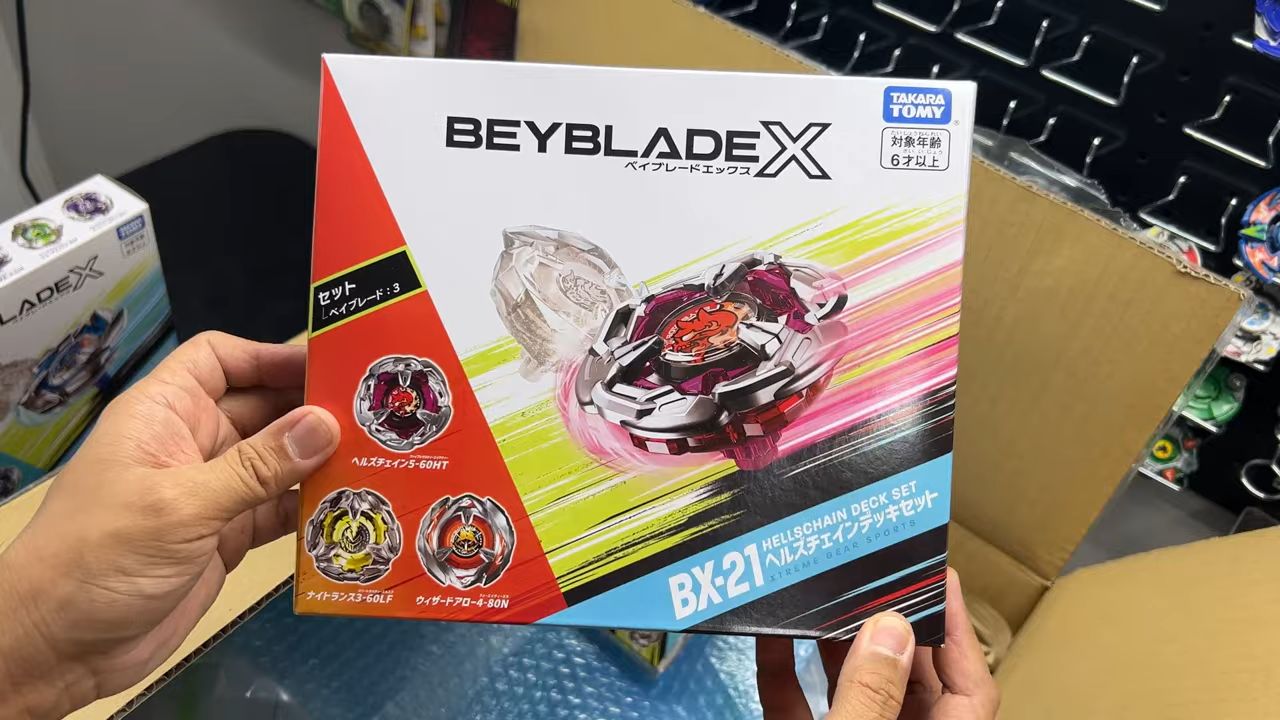 TAKARA
TOMY
対象年齢
6才以上
BEYBLADE X
ベイブレードエックス
セット
ベイブレード：3
ヘルズチェイン5-60HT
ナイトランス3-60LF
ウィザードアロー4-80N
BX-21
HELLSCHAIN DECK SET
ヘルズチェインデッキセット
XTREME GEAR SPORTS
LADE X